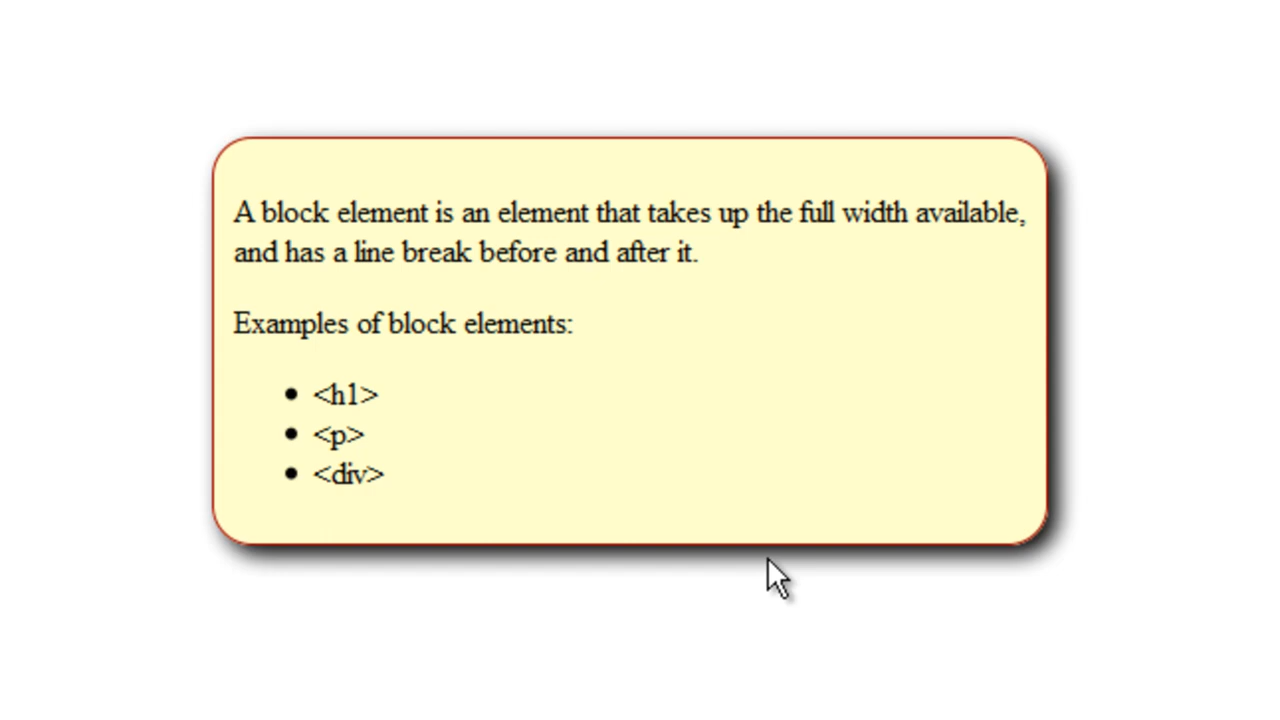 A block element is an element that takes up the full width available,
and has a line break before and after it.
Examples of block elements:
• <h1>
• <p>
• <div>